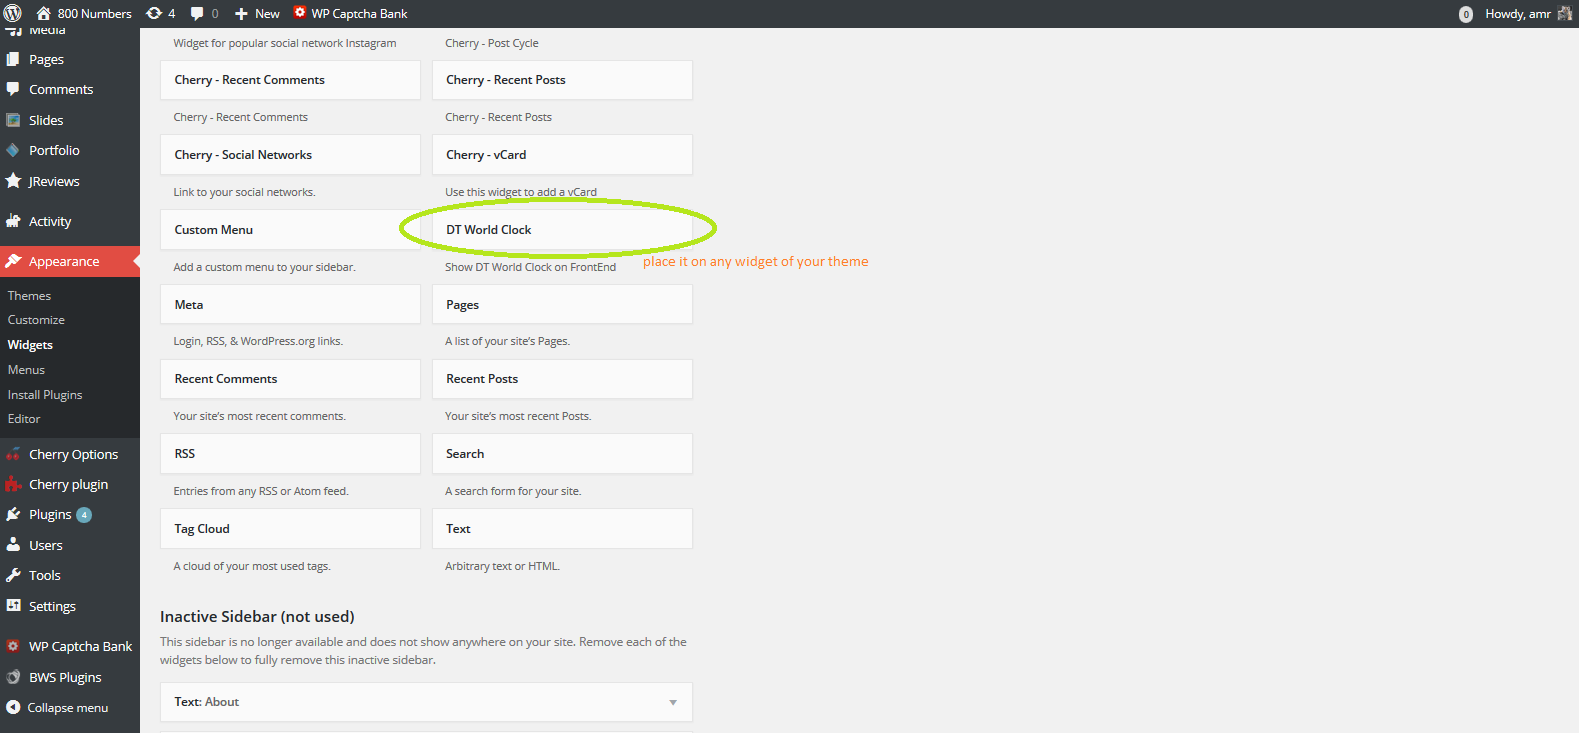 800 Numbers 4 0 New WP Captcha Bank 0 Howdy, amr
Media
Pages
Comments
Slides
Portfolio
JReviews
Activity
Appearance
Themes
Customize
Widgets
Menus
Install Plugins
Editor
Cherry Options
Cherry plugin
Plugins 4
Users
Tools
Settings
WP Captcha Bank
BWS Plugins
Collapse menu
Widget for popular social network Instagram
Cherry - Post Cycle
Cherry - Recent Comments
Cherry - Recent Posts
Cherry - Recent Comments
Cherry - Recent Posts
Cherry - Social Networks
Cherry - vCard
Link to your social networks.
Use this widget to add a vCard
Custom Menu
DT World Clock
Add a custom menu to your sidebar.
Show DT World Clock on FrontEnd
place it on any widget of your theme
Meta
Pages
Login, RSS, & WordPress.org links.
A list of your site's Pages.
Recent Comments
Recent Posts
Your site's most recent comments.
Your site's most recent Posts.
RSS
Search
Entries from any RSS or Atom feed.
A search form for your site.
Tag Cloud
Text
A cloud of your most used tags.
Arbitrary text or HTML.
Inactive Sidebar (not used)
This sidebar is no longer available and does not show anywhere on your site. Remove each of the
widgets below to fully remove this inactive sidebar.
Text: About